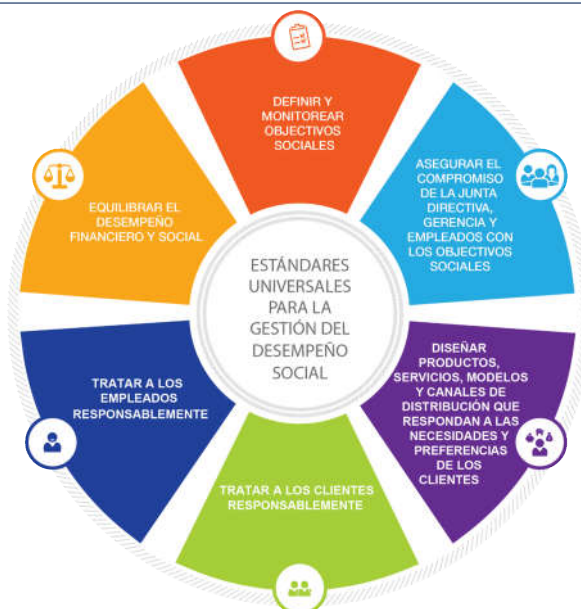 DEFINIR Y
MONITOREAR
OBJECTIVOS
SOCIALES
ASEGURAR EL
COMPROMISO
DE LA JUNTA
DIRECTIVA,
GERENCIA Y
EMPLEADOS CON
LOS OBJETIVOS
SOCIALES
DISEÑAR
PRODUCTOS,
SERVICIOS, MODELOS
Y CANALES DE
DISTRIBUCIÓN QUE
RESPONDAN A LAS
NECESIDADES Y
PREFERENCIAS
DE LOS
CLIENTES
TRATAR A LOS CLIENTES
RESPONSABLEMENTE
TRATAR A LOS
EMPLEADOS
RESPONSABLEMENTE
EQUILIBRAR EL
DESEMPEÑO
FINANCIERO Y SOCIAL
ESTÁNDARES
UNIVERSALES
PARA LA
GESTIÓN DEL
DESEMPEÑO
SOCIAL